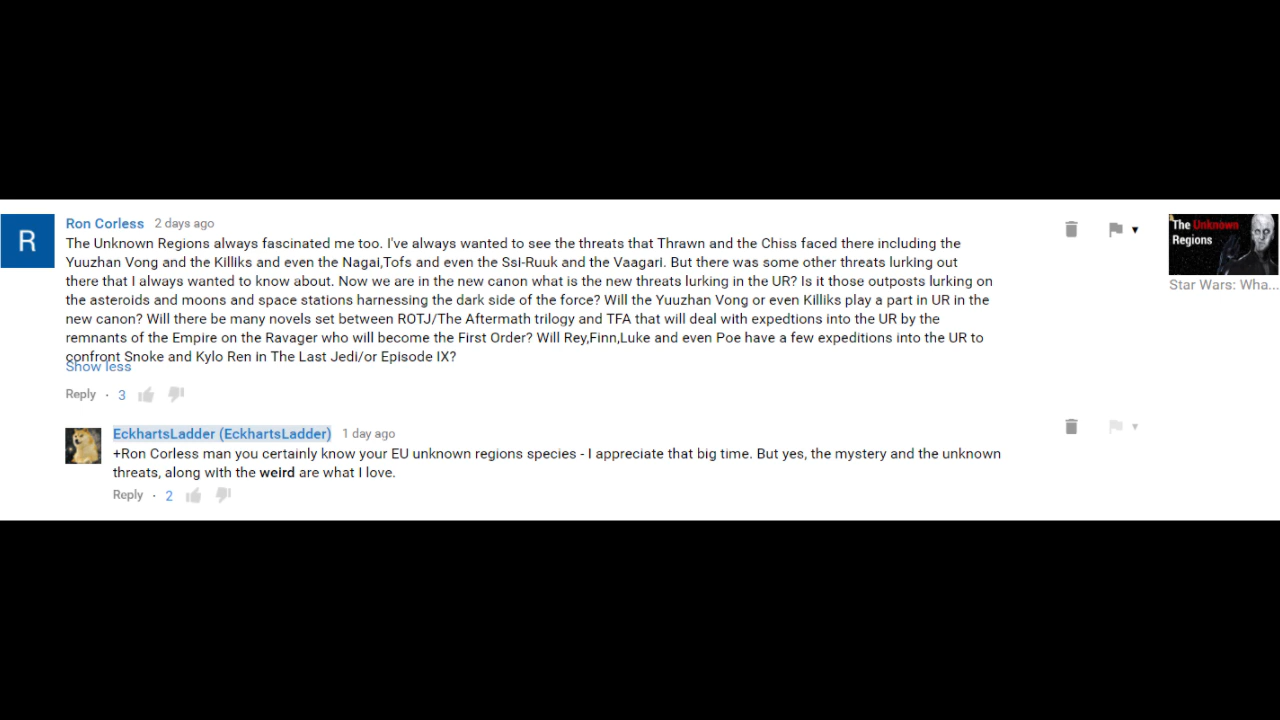 Ron Corless 2 days ago
The Unknown Regions always fascinated me too. I've always wanted to see the threats that Thrawn and the Chiss faced there including the
Yuuzhan Vong and the Killiks and even the Nagai,Tofs and even the Ssi-Ruuk and the Vaagari. But there was some other threats lurking out
there that I always wanted to know about. Now we are in the new canon what is the new threats lurking in the UR? Is it those outposts lurking on
the asteroids and moons and space stations harnessing the dark side of the force? Will the Yuuzhan Vong or even Killiks play a part in UR in the
new canon? Will there be many novels set between ROTJ/The Aftermath trilogy and TFA that will deal with expedtions into the UR by the
remnants of the Empire on the Ravager who will become the First Order? Will Rey,Finn,Luke and even Poe have a few expeditions into the UR to
confront Snoke and Kylo Ren in The Last Jedi/or Episode IX?
Show less
Reply · 3
EckhartsLadder (EckhartsLadder) 1 day ago
+Ron Corless man you certainly know your EU unknown regions species - I appreciate that big time. But yes, the mystery and the unknown
threats, along with the weird are what I love.
Reply · 2
R
The Unknown
Regions
Star Wars: Wha...